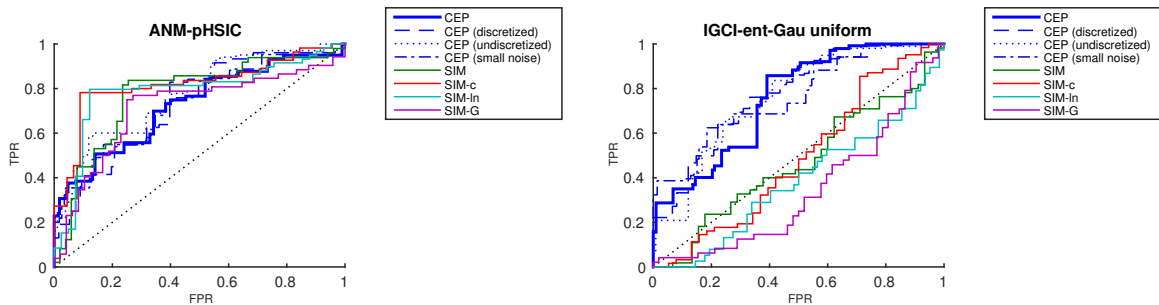 ANM-pHSIC
CEP
CEP (discretized)
CEP (undiscretized)
CEP (small noise)
SIM
SIM-c
SIM-ln
SIM-G
1
0.8
0.6
0.4
0.2
0
TPR
0 0.2 0.4 0.6 0.8 1
FPR
IGCI-ent-Gau uniform
CEP
CEP (discretized)
CEP (undiscretized)
CEP (small noise)
SIM
SIM-c
SIM-ln
SIM-G
1
0.8
0.6
0.4
0.2
0
TPR
0 0.2 0.4 0.6 0.8 1
FPR